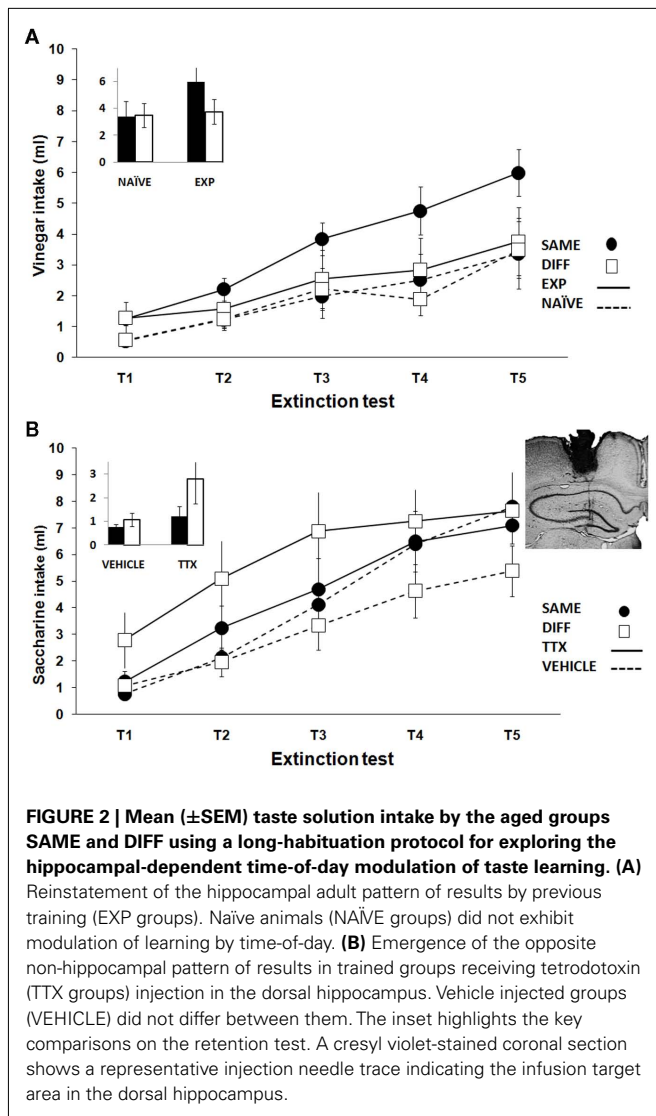 A
10
9
8
7
6
5
4
3
2
1
0
Vinegar intake (ml)
6
4
2
0
NAÏVE EXP
SAME
DIFF
EXP
NAÏVE
T1 T2 T3 T4 T5
Extinction test
B
10
9
8
7
6
5
4
3
2
1
0
Saccharine intake (ml)
3
2
1
0
VEHICLE TTX
SAME
DIFF
TTX
VEHICLE
T1 T2 T3 T4 T5
Extinction test
FIGURE 2 | Mean (±SEM) taste solution intake by the aged groups
SAME and DIFF using a long-habituation protocol for exploring the
hippocampal-dependent time-of-day modulation of taste learning. (A)
Reinstatement of the hippocampal adult pattern of results by previous
training (EXP groups). Naïve animals (NAÏVE groups) did not exhibit
modulation of learning by time-of-day. (B) Emergence of the opposite
non-hippocampal pattern of results in trained groups receiving tetrodotoxin
(TTX groups) injection in the dorsal hippocampus. Vehicle injected groups
(VEHICLE) did not differ between them. The inset highlights the key
comparisons on the retention test. A cresyl violet-stained coronal section
shows a representative injection needle trace indicating the infusion target
area in the dorsal hippocampus.